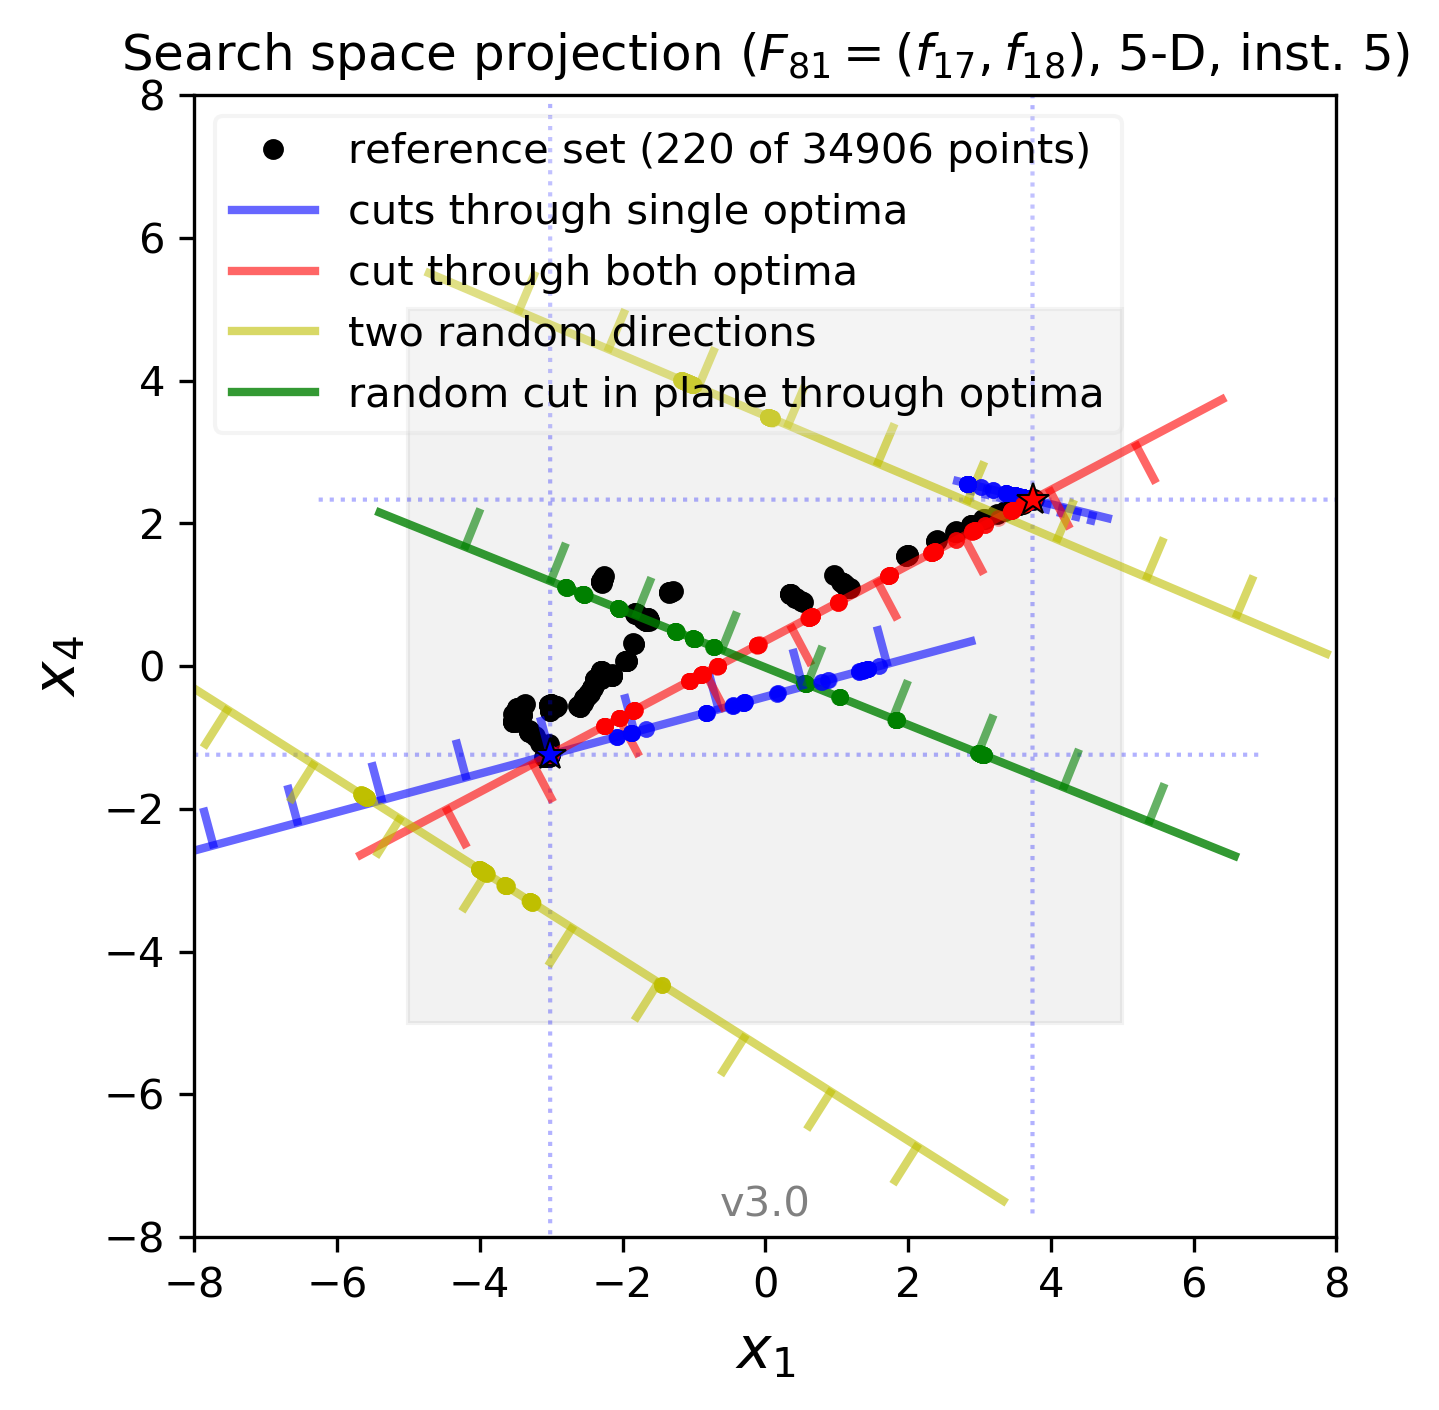 Search space projection (F₈₁ = (f₁₇, f₁₈), 5-D, inst. 5)
reference set (220 of 34906 points)
cuts through single optima
cut through both optima
two random directions
random cut in plane through optima
8
6
4
2
0
−2
−4
−6
−8
x₄
v3.0
−8 −6 −4 −2 0 2 4 6 8
x₁